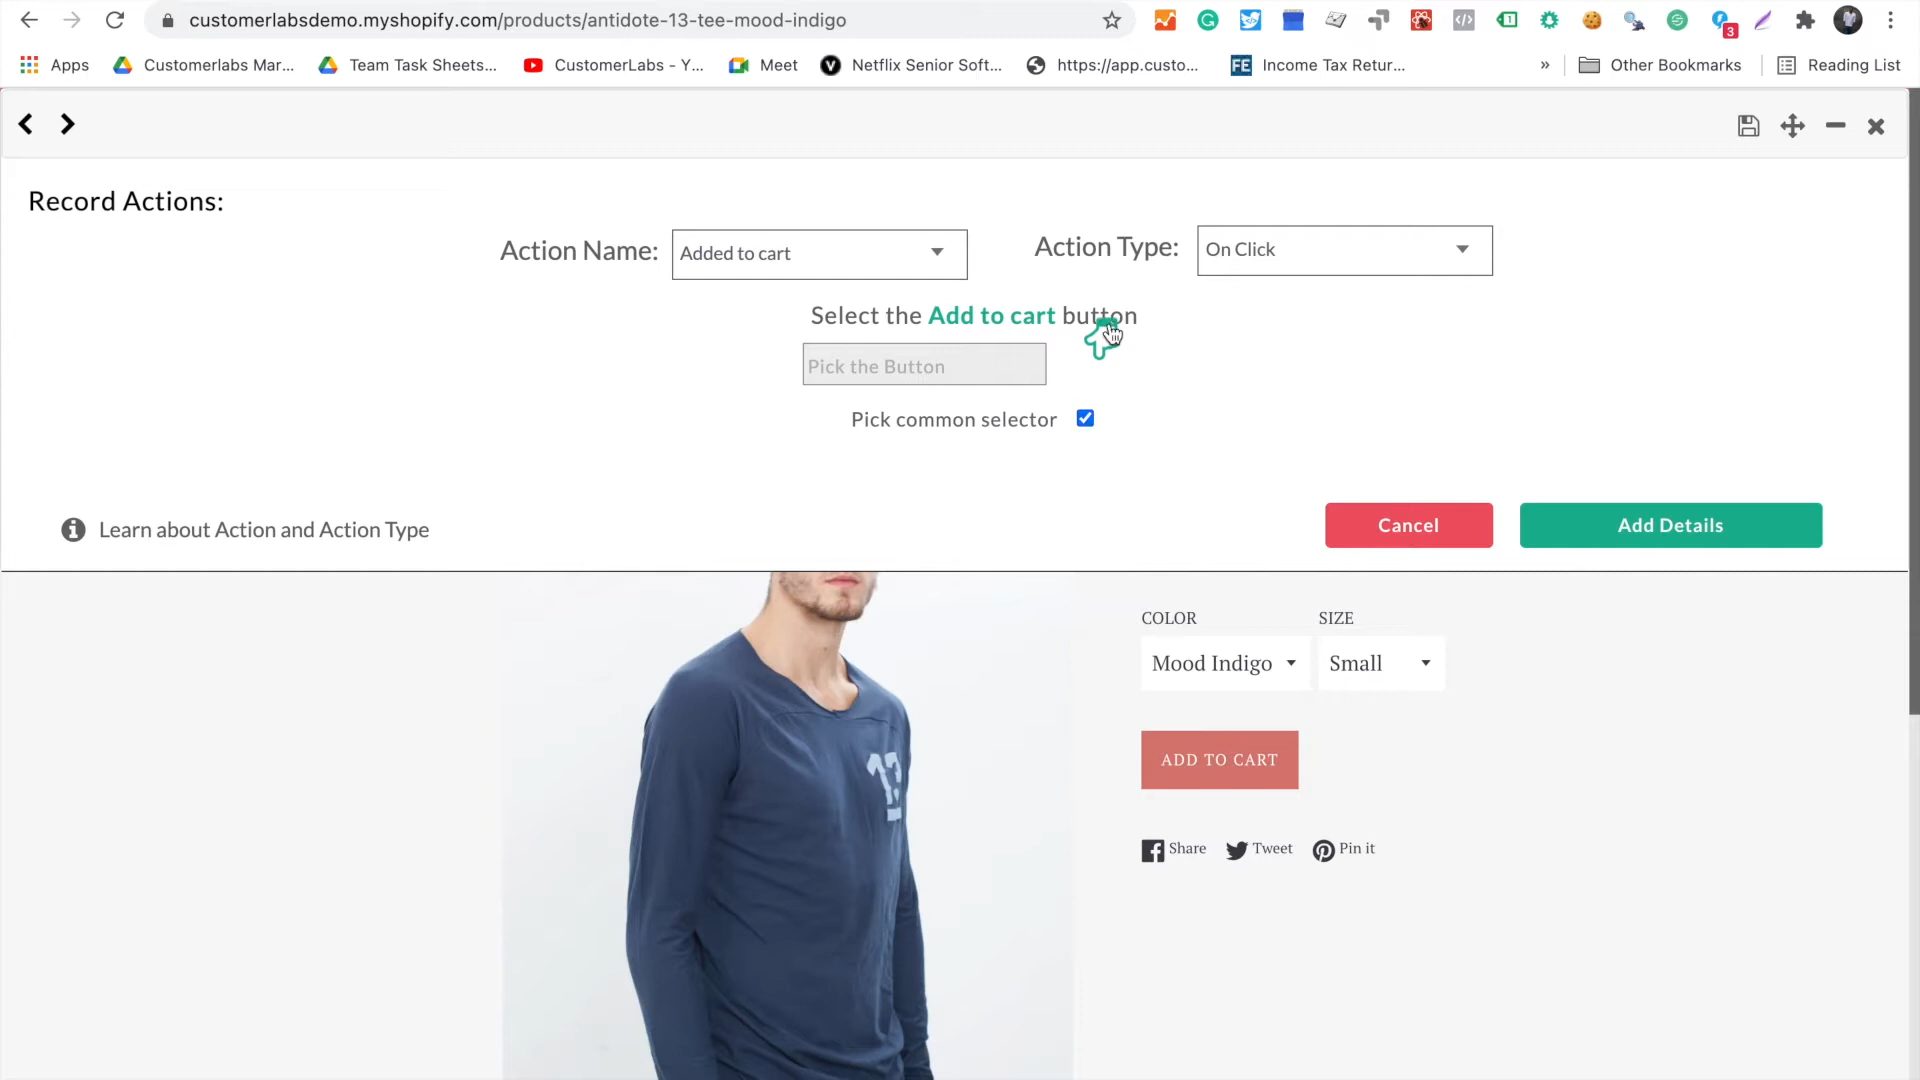 customerlabsdemo.myshopify.com/products/antidote-13-tee-mood-indigo
3
Apps
Customerlabs Mar...
Team Task Sheets...
CustomerLabs - Y...
Meet
Netflix Senior Soft...
https://app.custo...
FE Income Tax Retur...
»
Other Bookmarks
Reading List
Record Actions:
Action Name: Added to cart
Action Type: On Click
Select the Add to cart button
Pick the Button
Pick common selector
Learn about Action and Action Type
Cancel
Add Details
COLOR SIZE
Mood Indigo Small
ADD TO CART
Share Tweet Pin it
13